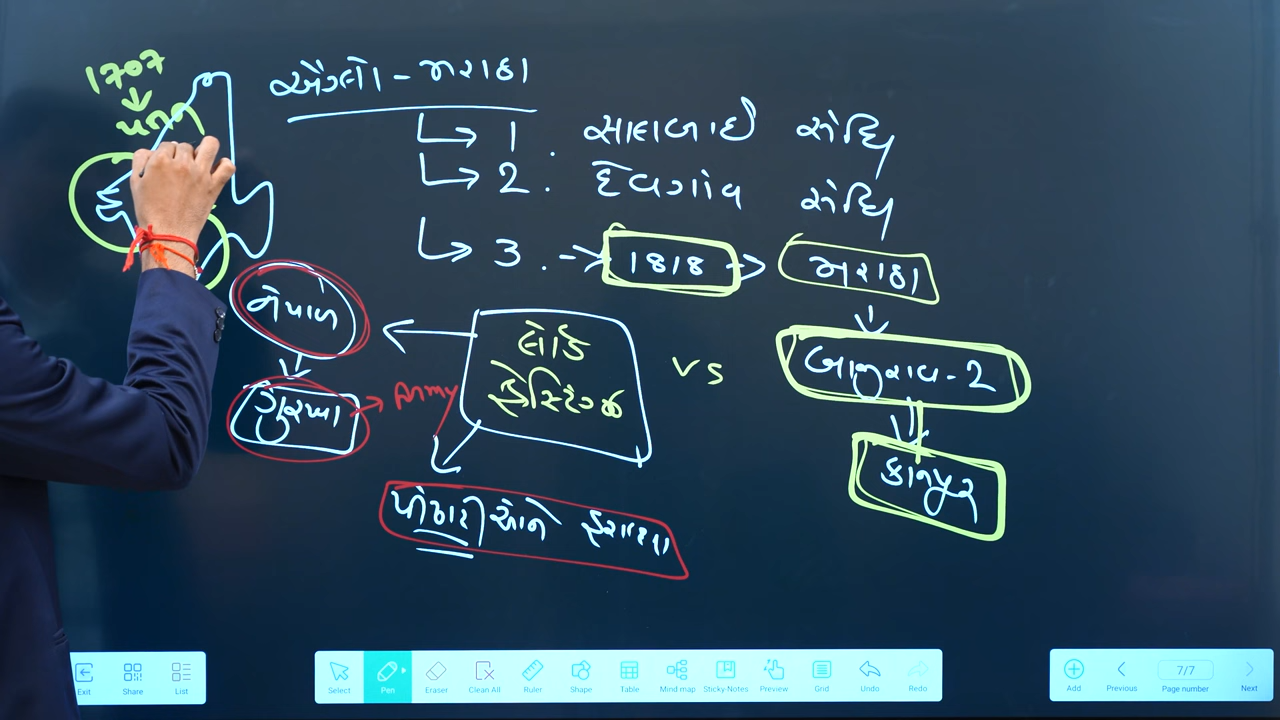 1707
પતન
એંગ્લો - મરાઠા
1. સાલબાઈ સંધિ
2. દેવગાંવ સંધિ
3. → 1818 → મરાઠા
નેપાળ
લોર્ડ
હેસ્ટિંગ્ઝ
vs
બાજીરાવ - 2
ગુરખા
Army
કાનપુર
પીંઢારીઓને હરાવ્યા
Exit
Share
List
Select
Pen
Eraser
Clean All
Ruler
Shape
Table
Mind map
Sticky-Notes
Preview
Grid
Undo
Redo
Add
Previous
7/7
Page number
Next